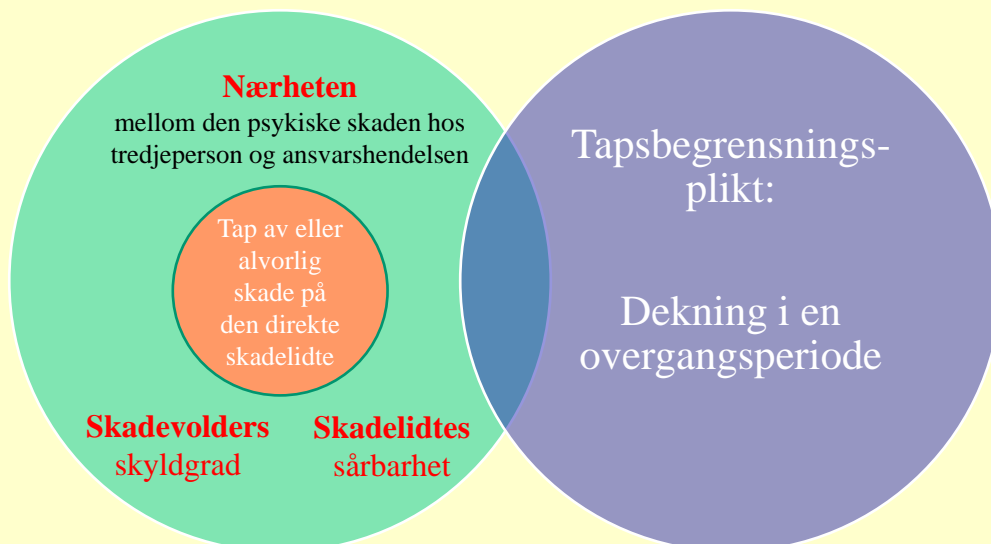 Nærheten
mellom den psykiske skaden hos
tredjeperson og ansvarshendelsen
Tap av eller
alvorlig
skade på
den direkte
skadelidte
Skadevolders
skyldgrad
Skadelidtes
sårbarhet
Tapsbegrensnings-
plikt:
Dekning i en
overgangsperiode